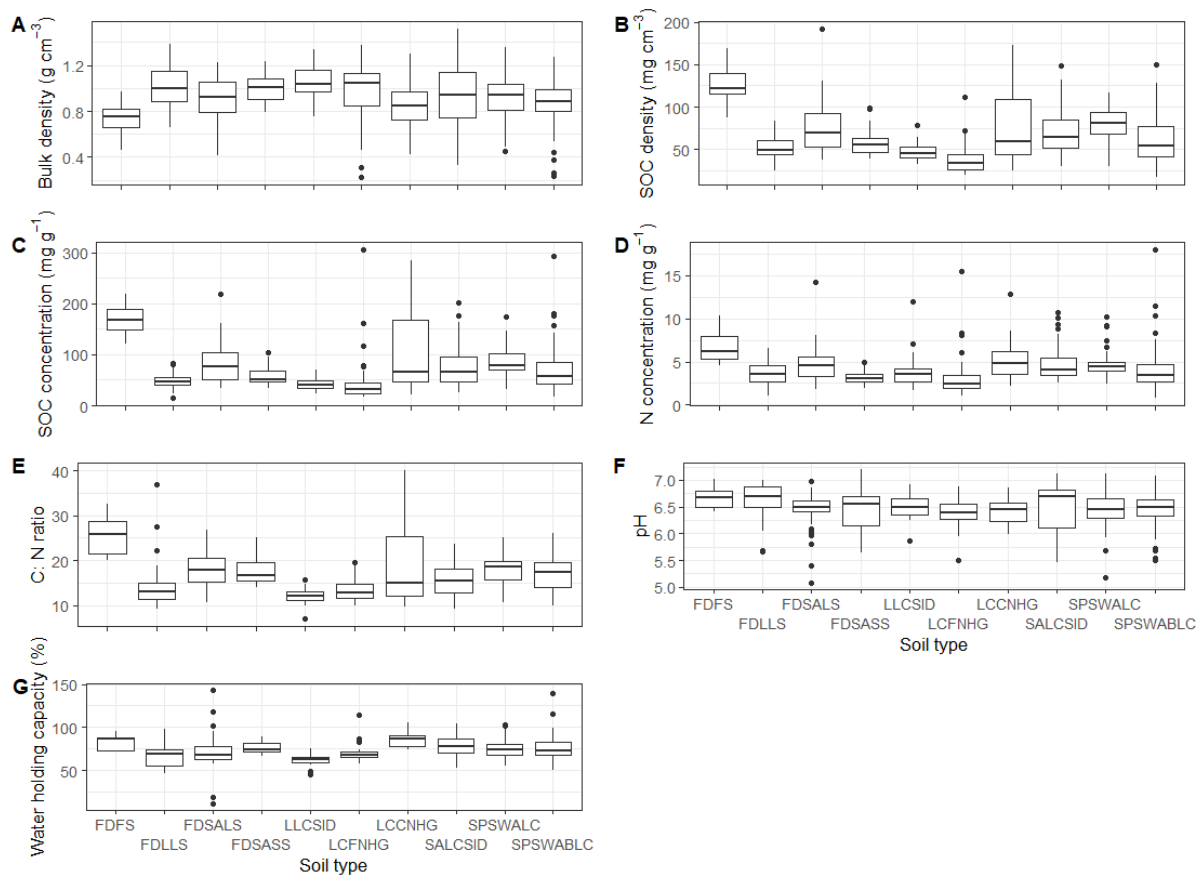 A
Bulk density (g cm⁻³)
1.2
0.8
0.4
B
SOC density (mg cm⁻³)
200
150
100
50
C
SOC concentration (mg g⁻¹)
300
200
100
0
D
N concentration (mg g⁻¹)
15
10
5
0
E
C: N ratio
40
30
20
10
F
pH
7.0
6.5
6.0
5.5
5.0
FDFS FDSALS LLCSID LCCNHG SPSWALC
FDLLS FDSASS LCFNHG SALCSID SPSWABLC
Soil type
G
Water holding capacity (%)
150
100
50
FDFS FDSALS LLCSID LCCNHG SPSWALC
FDLLS FDSASS LCFNHG SALCSID SPSWABLC
Soil type